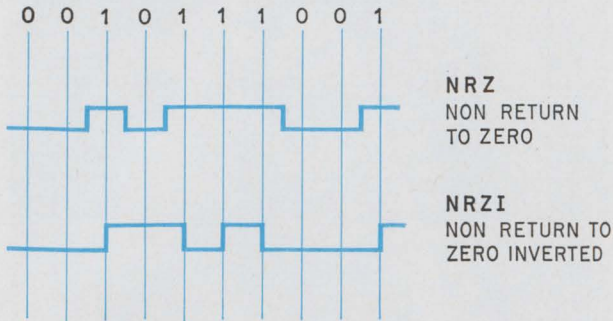 0 0 1 0 1 1 1 0 0 1
NRZ
NON RETURN
TO ZERO
NRZI
NON RETURN TO
ZERO INVERTED